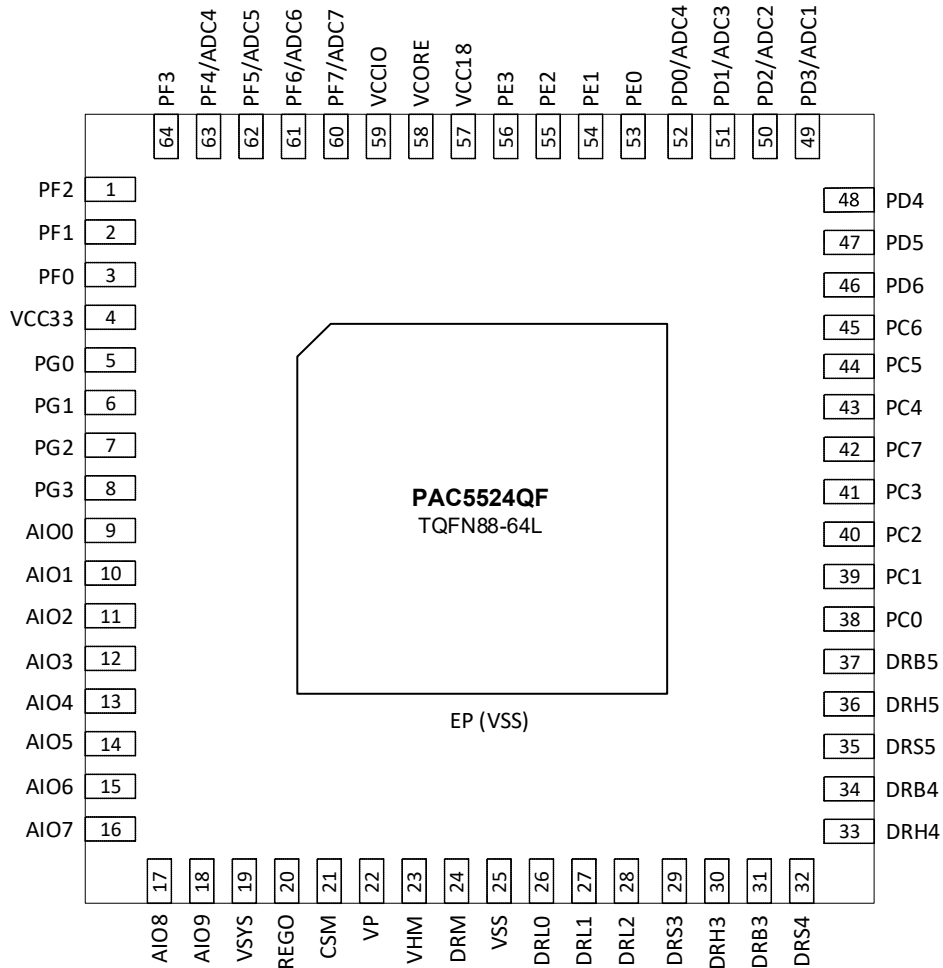 PF3
PF4/ADC4
PF5/ADC5
PF6/ADC6
PF7/ADC7
VCCIO
VCORE
VCC18
PE3
PE2
PE1
PE0
PD0/ADC4
PD1/ADC3
PD2/ADC2
PD3/ADC1
64
63
62
61
60
59
58
57
56
55
54
53
52
51
50
49
PF2 1
PF1 2
PF0 3
VCC33 4
PG0 5
PG1 6
PG2 7
PG3 8
AIO0 9
AIO1 10
AIO2 11
AIO3 12
AIO4 13
AIO5 14
AIO6 15
AIO7 16
PAC5524QF
TQFN88-64L
EP (VSS)
48 PD4
47 PD5
46 PD6
45 PC6
44 PC5
43 PC4
42 PC7
41 PC3
40 PC2
39 PC1
38 PC0
37 DRB5
36 DRH5
35 DRS5
34 DRB4
33 DRH4
17
18
19
20
21
22
23
24
25
26
27
28
29
30
31
32
AIO8
AIO9
VSYS
REGO
CSM
VP
VHM
DRM
VSS
DRL0
DRL1
DRL2
DRS3
DRH3
DRB3
DRS4